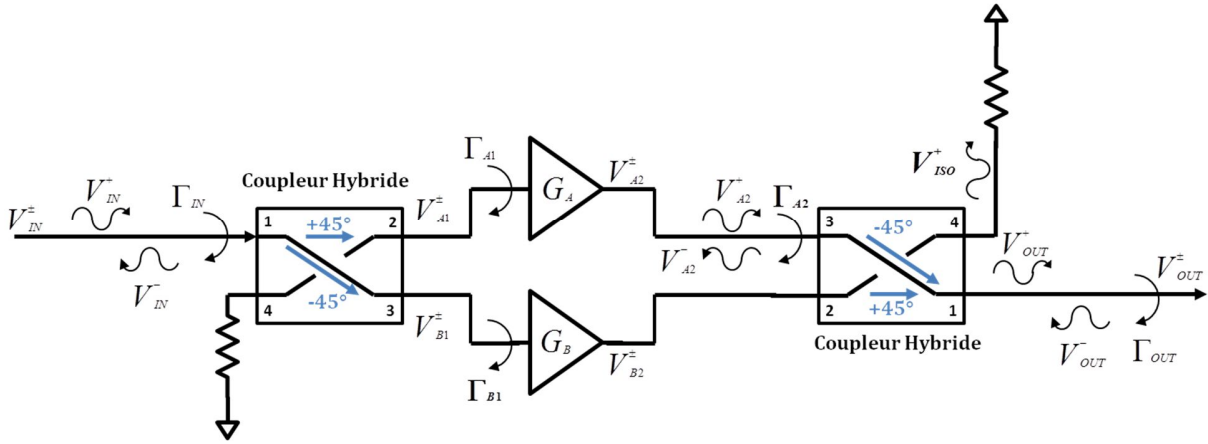 V⁺ISO
V⁺IN
ΓIN
Coupleur Hybride
V±A1
ΓA1
GA
V±A2
V⁺A2
ΓA2
V±IN
1
+45°
2
3
-45°
4
V⁺OUT
V±OUT
V⁻IN
-45°
V⁻A2
+45°
4
3
2
1
V±B1
GB
V±B2
Coupleur Hybride
V⁻OUT
ΓOUT
ΓB1